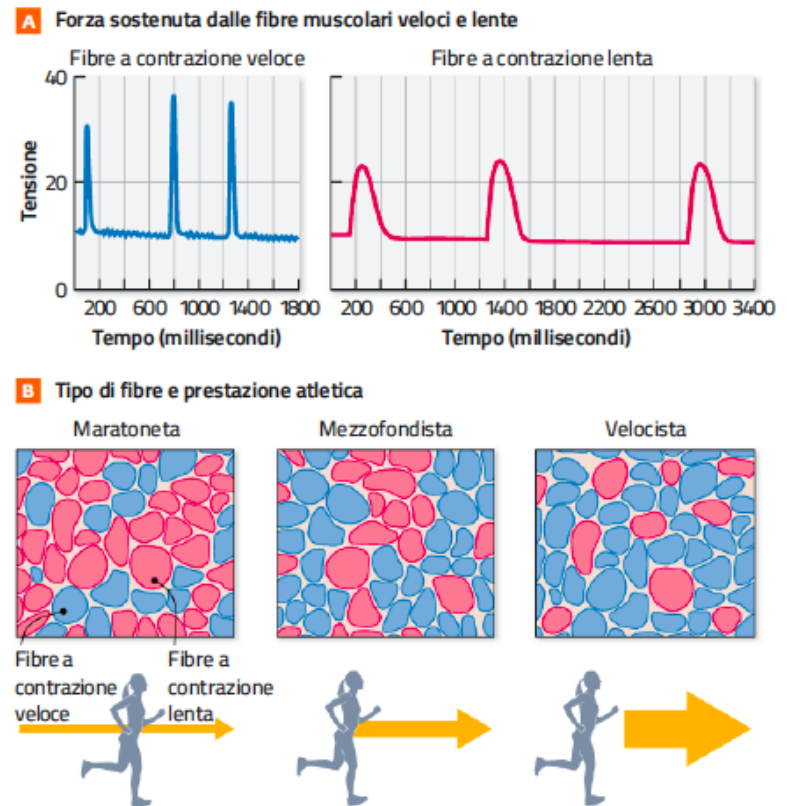 A Forza sostenuta dalle fibre muscolari veloci e lente
Fibre a contrazione veloce
Fibre a contrazione lenta
40
20
0
Tensione
200 600 1000 1400 1800
200 600 1000 1400 1800 2200 2600 3000 3400
Tempo (millisecondi)
Tempo (millisecondi)
B Tipo di fibre e prestazione atletica
Maratoneta
Mezzofondista
Velocista
Fibre a
contrazione
veloce
Fibre a
contrazione
lenta